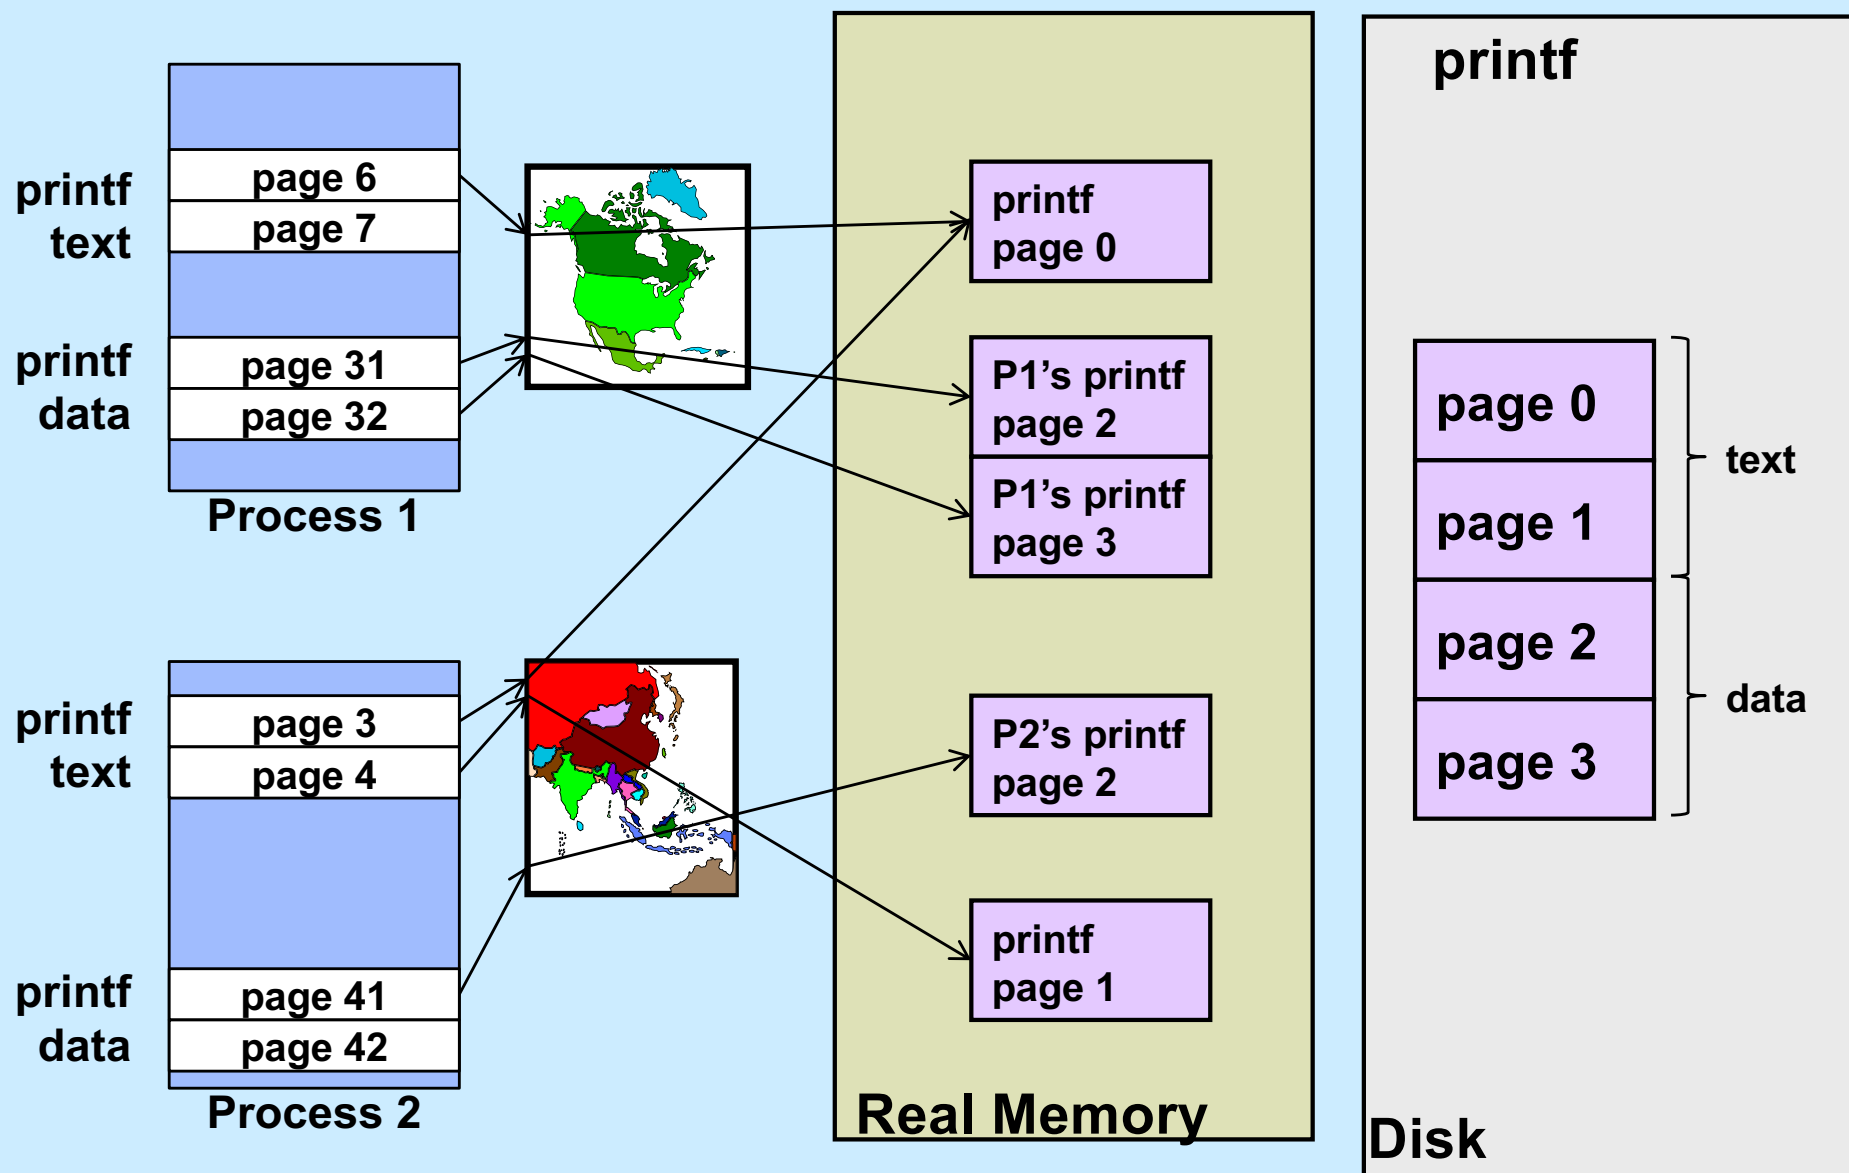 printf
text
page 6
page 7
printf
data
page 31
page 32
Process 1
printf
text
page 3
page 4
printf
data
page 41
page 42
Process 2
printf
page 0
P1’s printf
page 2
P1’s printf
page 3
P2’s printf
page 2
printf
page 1
Real Memory
printf
page 0
page 1
page 2
page 3
text
data
Disk